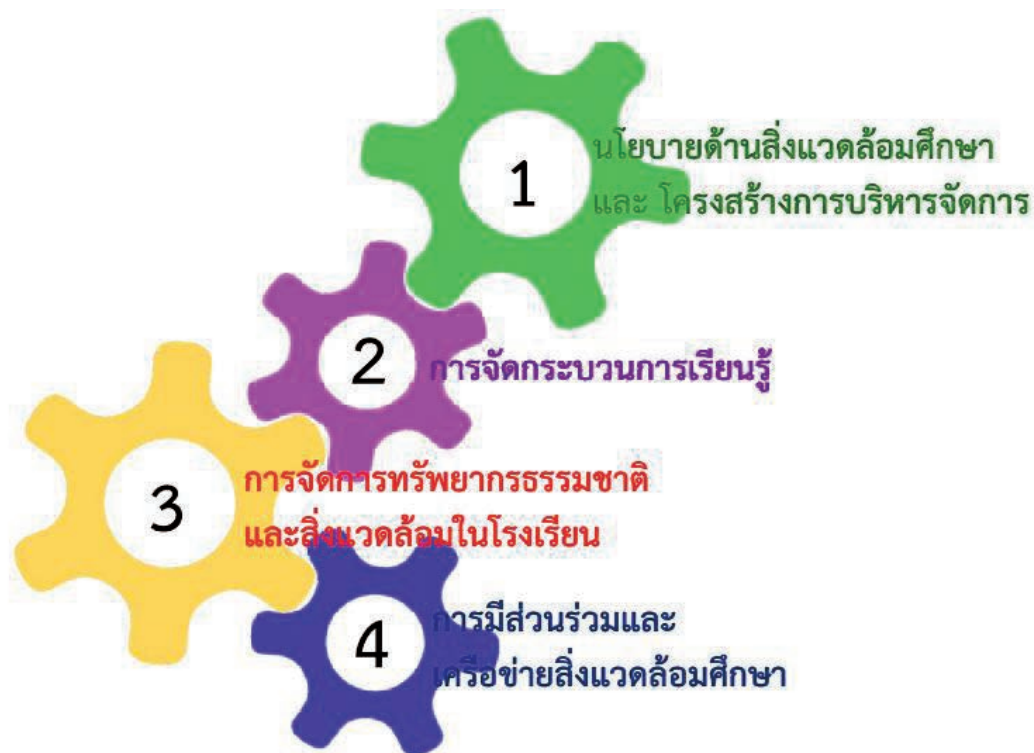 1
นโยบายด้านสิ่งแวดล้อมศึกษา
และ โครงสร้างการบริหารจัดการ
2
การจัดกระบวนการเรียนรู้
3
การจัดการทรัพยากรธรรมชาติ
และสิ่งแวดล้อมในโรงเรียน
4
การมีส่วนร่วมและ
เครือข่ายสิ่งแวดล้อมศึกษา